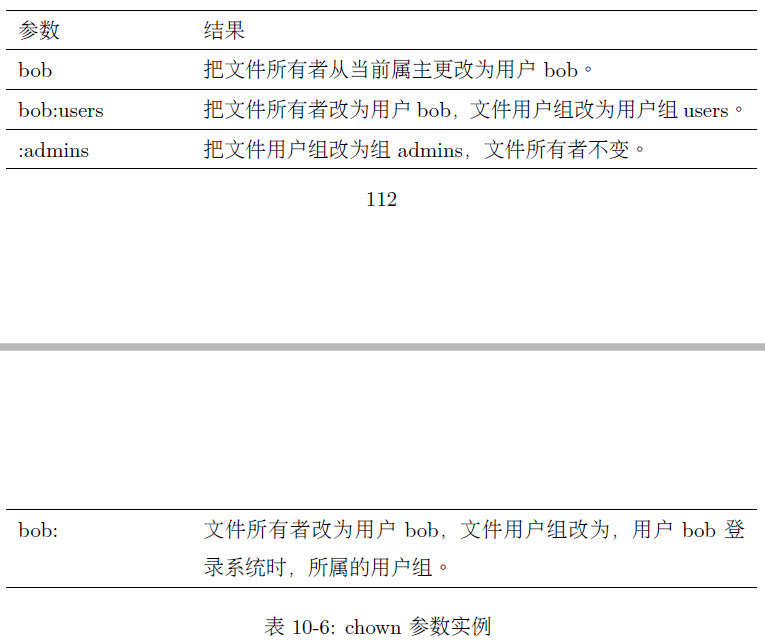 参数 结果
bob 把文件所有者从当前属主更改为用户 bob。
bob:users 把文件所有者改为用户 bob，文件用户组改为用户组 users。
:admins 把文件用户组改为组 admins，文件所有者不变。
112
bob: 文件所有者改为用户 bob，文件用户组改为，用户 bob 登
录系统时，所属的用户组。
表 10-6: chown 参数实例